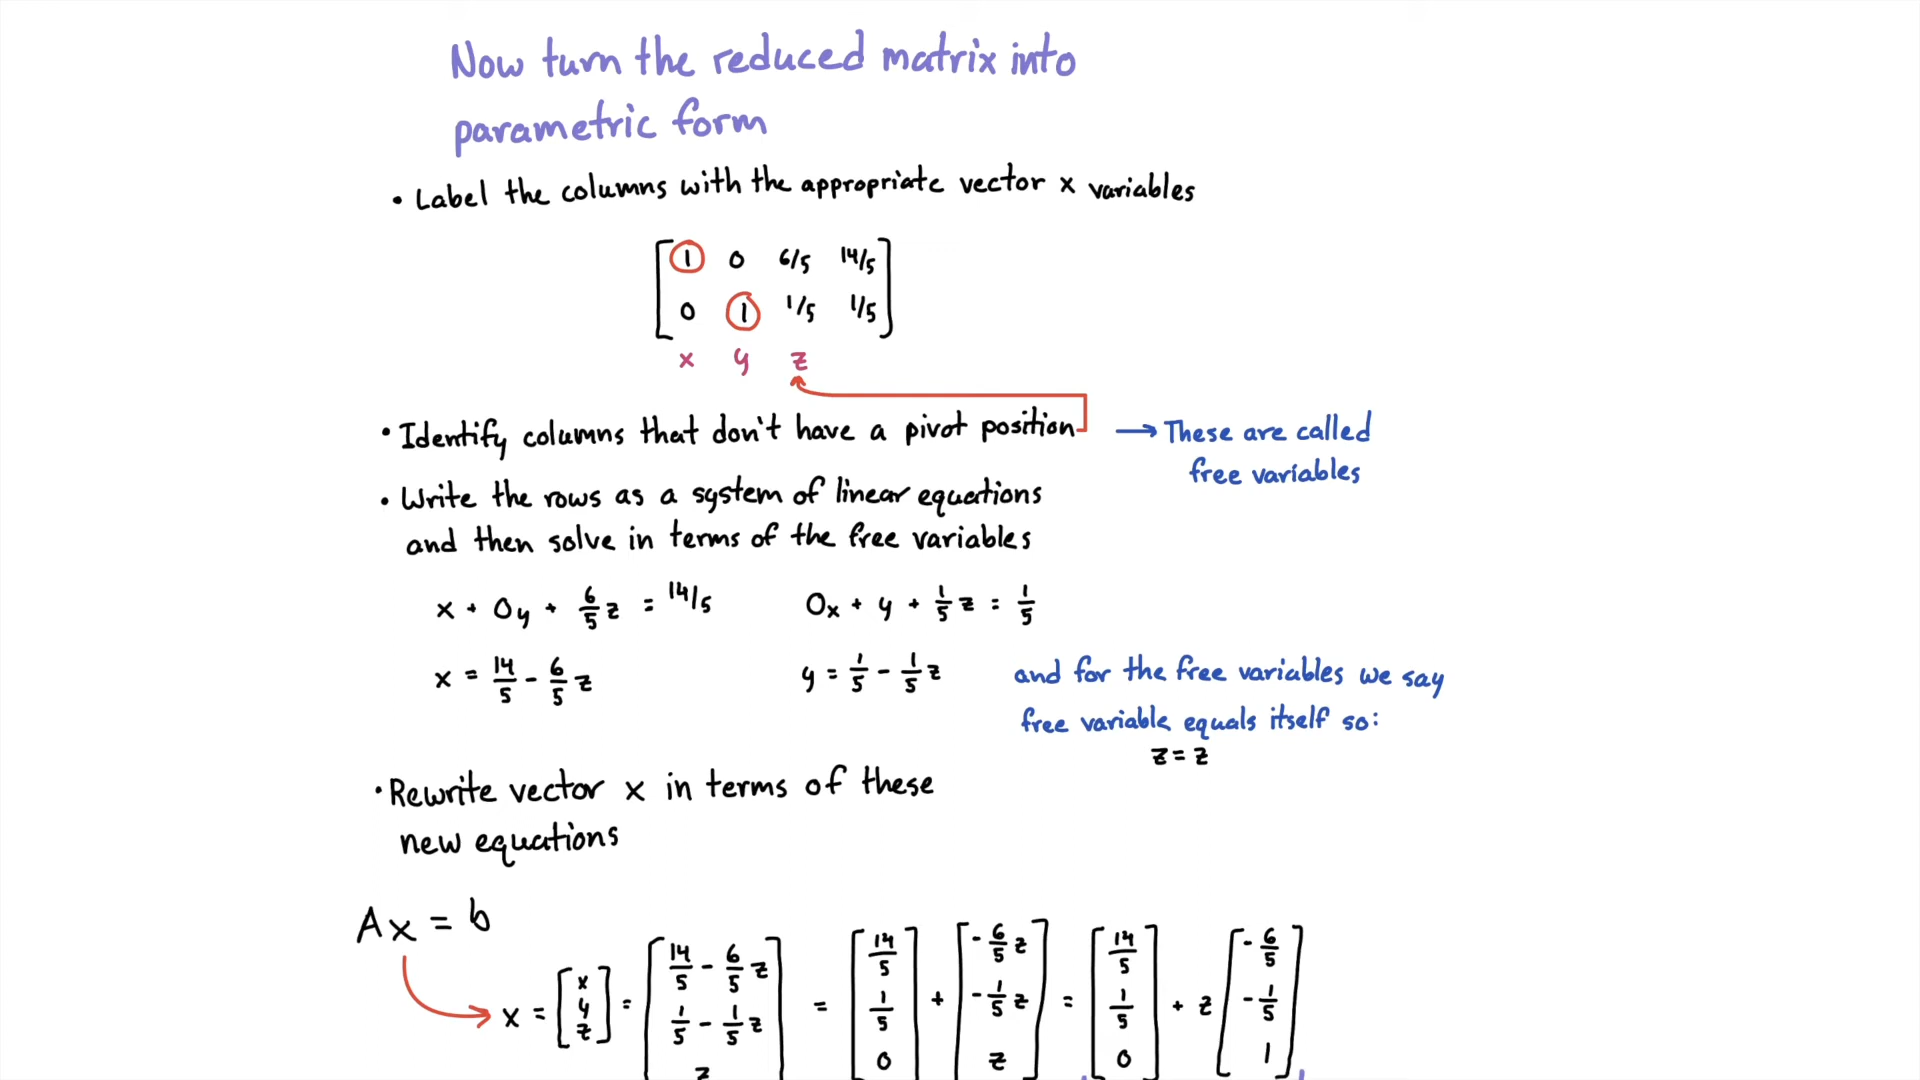 Now turn the reduced matrix into
parametric form
• Label the columns with the appropriate vector x variables
[ 1 0 6/5 14/5 ]
[ 0 1 1/5 1/5 ]
x y z
• Identify columns that don't have a pivot position → These are called
free variables
• Write the rows as a system of linear equations
and then solve in terms of the free variables
x + 0y + 6/5 z = 14/5
0x + y + 1/5 z = 1/5
x = 14/5 - 6/5 z
y = 1/5 - 1/5 z
and for the free variables we say
free variable equals itself so:
z = z
• Rewrite vector x in terms of these
new equations
Ax = b
x = [x y z] = [14/5 - 6/5 z 1/5 - 1/5 z z] = [14/5 1/5 0] + [-6/5 z -1/5 z z] = [14/5 1/5 0] + z [-6/5 -1/5 1]